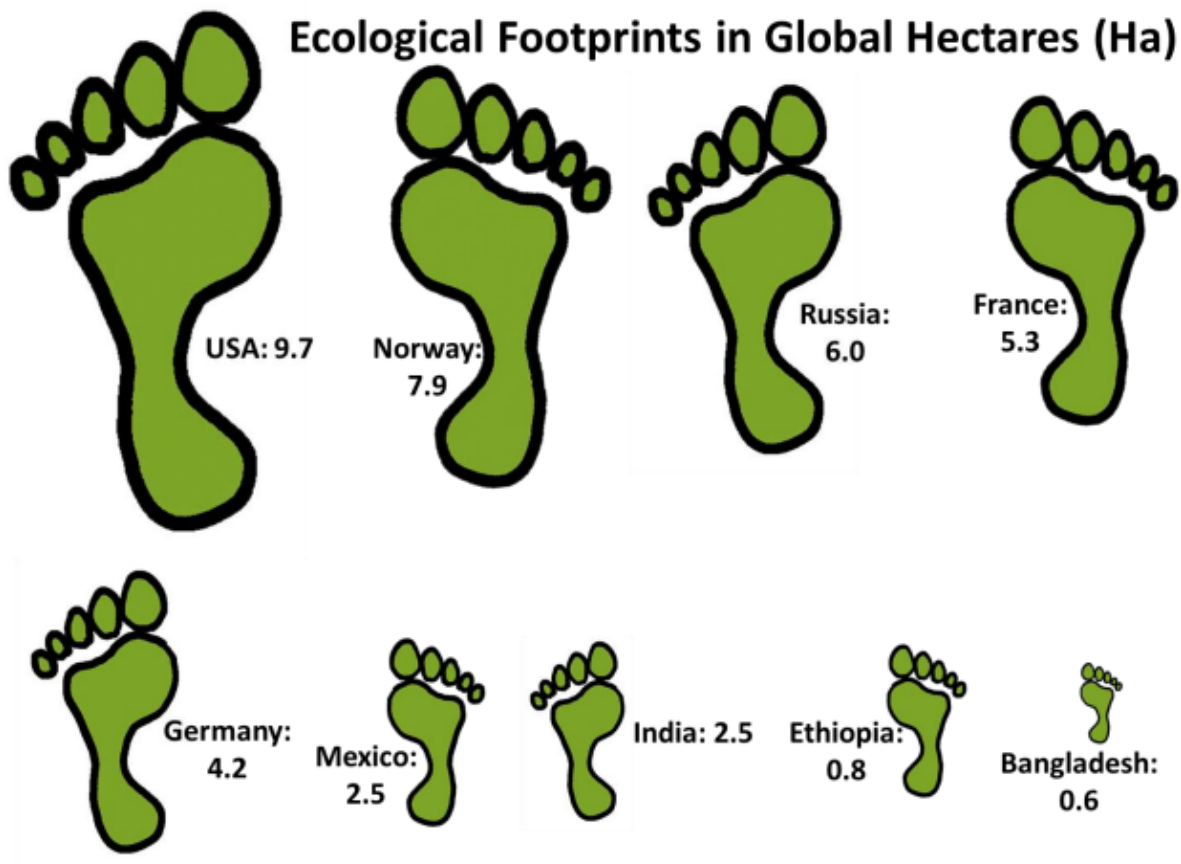 Ecological Footprints in Global Hectares (Ha)
USA: 9.7
Norway:
7.9
Russia:
6.0
France:
5.3
Germany:
4.2
Mexico:
2.5
India: 2.5
Ethiopia:
0.8
Bangladesh:
0.6